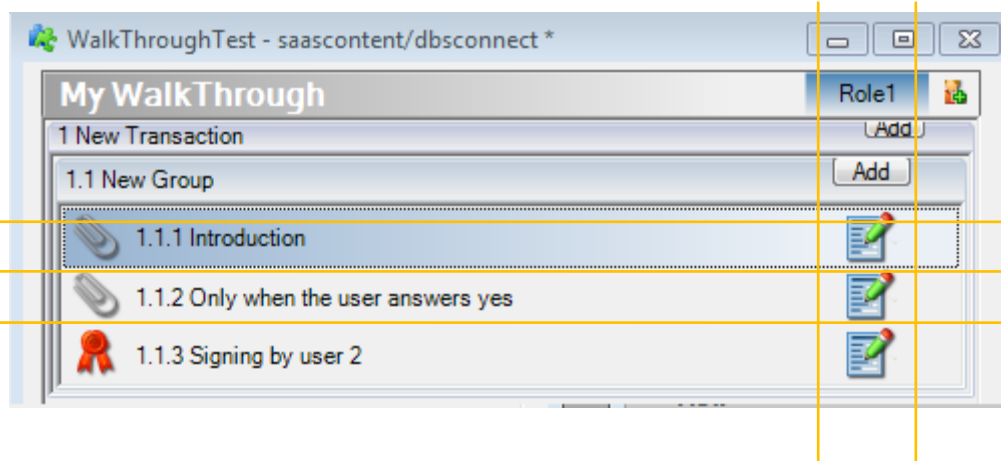 WalkThroughTest - saascontent/dbsconnect *
My WalkThrough Role1
1 New Transaction Add
1.1 New Group Add
1.1.1 Introduction
1.1.2 Only when the user answers yes
1.1.3 Signing by user 2